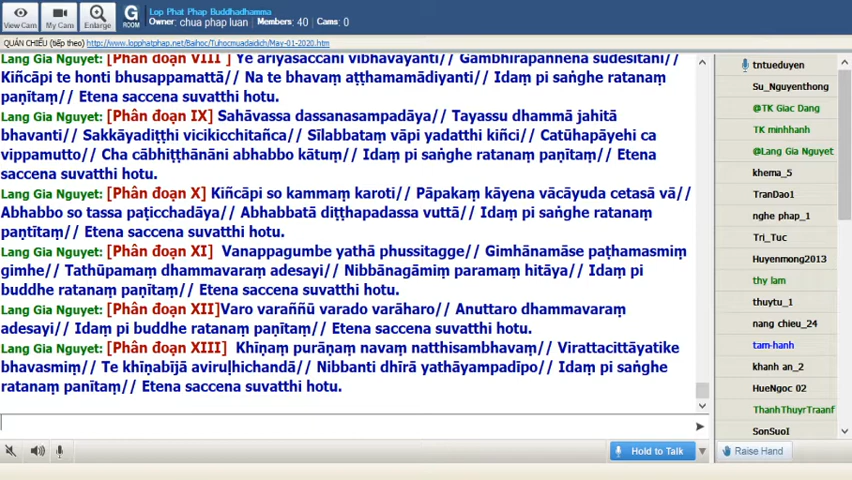 Lop Phat Phap Buddhadhamma
Owner: chua phap luan Members: 40 Cams: 0
View Cam My Cam Enlarge G ROOM
QUÁN CHIẾU (tiếp theo) http://www.lopphatphap.net/Baihoc/Tuhocmuadaidich/May-01-2020.htm
Lang Gia Nguyet: [Phân đoạn VIII ] Ye ariyasaccāni vibhāvayanti// Gambhīrapaññena sudesitāni//
Kiñcāpi te honti bhusappamattā// Na te bhavaṃ aṭṭhamamādiyanti// Idaṃ pi saṅghe ratanaṃ
paṇītaṃ// Etena saccena suvatthi hotu.
Lang Gia Nguyet: [Phân đoạn IX] Sahāvassa dassanasampadāya// Tayassu dhammā jahitā
bhavanti// Sakkāyadiṭṭhi vicikicchitañca// Sīlabbataṃ vāpi yadatthi kiñci// Catūhapāyehi ca
vippamutto// Cha cābhiṭṭhānāni abhabbo kātuṃ// Idaṃ pi saṅghe ratanaṃ paṇītaṃ// Etena
saccena suvatthi hotu.
Lang Gia Nguyet: [Phân đoạn X] Kiñcāpi so kammaṃ karoti// Pāpakaṃ kāyena vācāyuda cetasā vā//
Abhabbo so tassa paṭicchadāya// Abhabbatā diṭṭhapadassa vuttā// Idaṃ pi saṅghe ratanaṃ
paṇtītaṃ// Etena saccena suvatthi hotu.
Lang Gia Nguyet: [Phân đoạn XI] Vanappagumbe yathā phussitagge// Gimhānamāse paṭhamasmiṃ
gimhe// Tathūpamaṃ dhammavaraṃ adesayi// Nibbānagāmiṃ paramaṃ hitāya// Idaṃ pi
buddhe ratanaṃ paṇītaṃ// Etena saccena suvatthi hotu.
Lang Gia Nguyet: [Phân đoạn XII]Varo varaññū varado varāharo// Anuttaro dhammavaraṃ
adesayi// Idaṃ pi buddhe ratanaṃ paṇītaṃ// Etena saccena suvatthi hotu.
Lang Gia Nguyet: [Phân đoạn XIII] Khīṇaṃ purāṇaṃ navaṃ natthisambhavaṃ// Virattacittāyatike
bhavasmiṃ// Te khīṇabījā aviruḷhichandā// Nibbanti dhīrā yathāyampadīpo// Idaṃ pi saṅghe
ratanaṃ panītaṃ// Etena saccena suvatthi hotu.
Hold to Talk
tntueduyen
Su_Nguyenthong
@TK Giac Dang
TK minhhanh
@Lang Gia Nguyet
khema_5
TranDao1
nghe phap_1
Tri_Tuc
Huyenmong2013
thy lam
thuytu_1
nang chieu_24
tam-hanh
khanh an_2
HueNgoc 02
ThanhThuyrTraanf
SonSuoI
Raise Hand